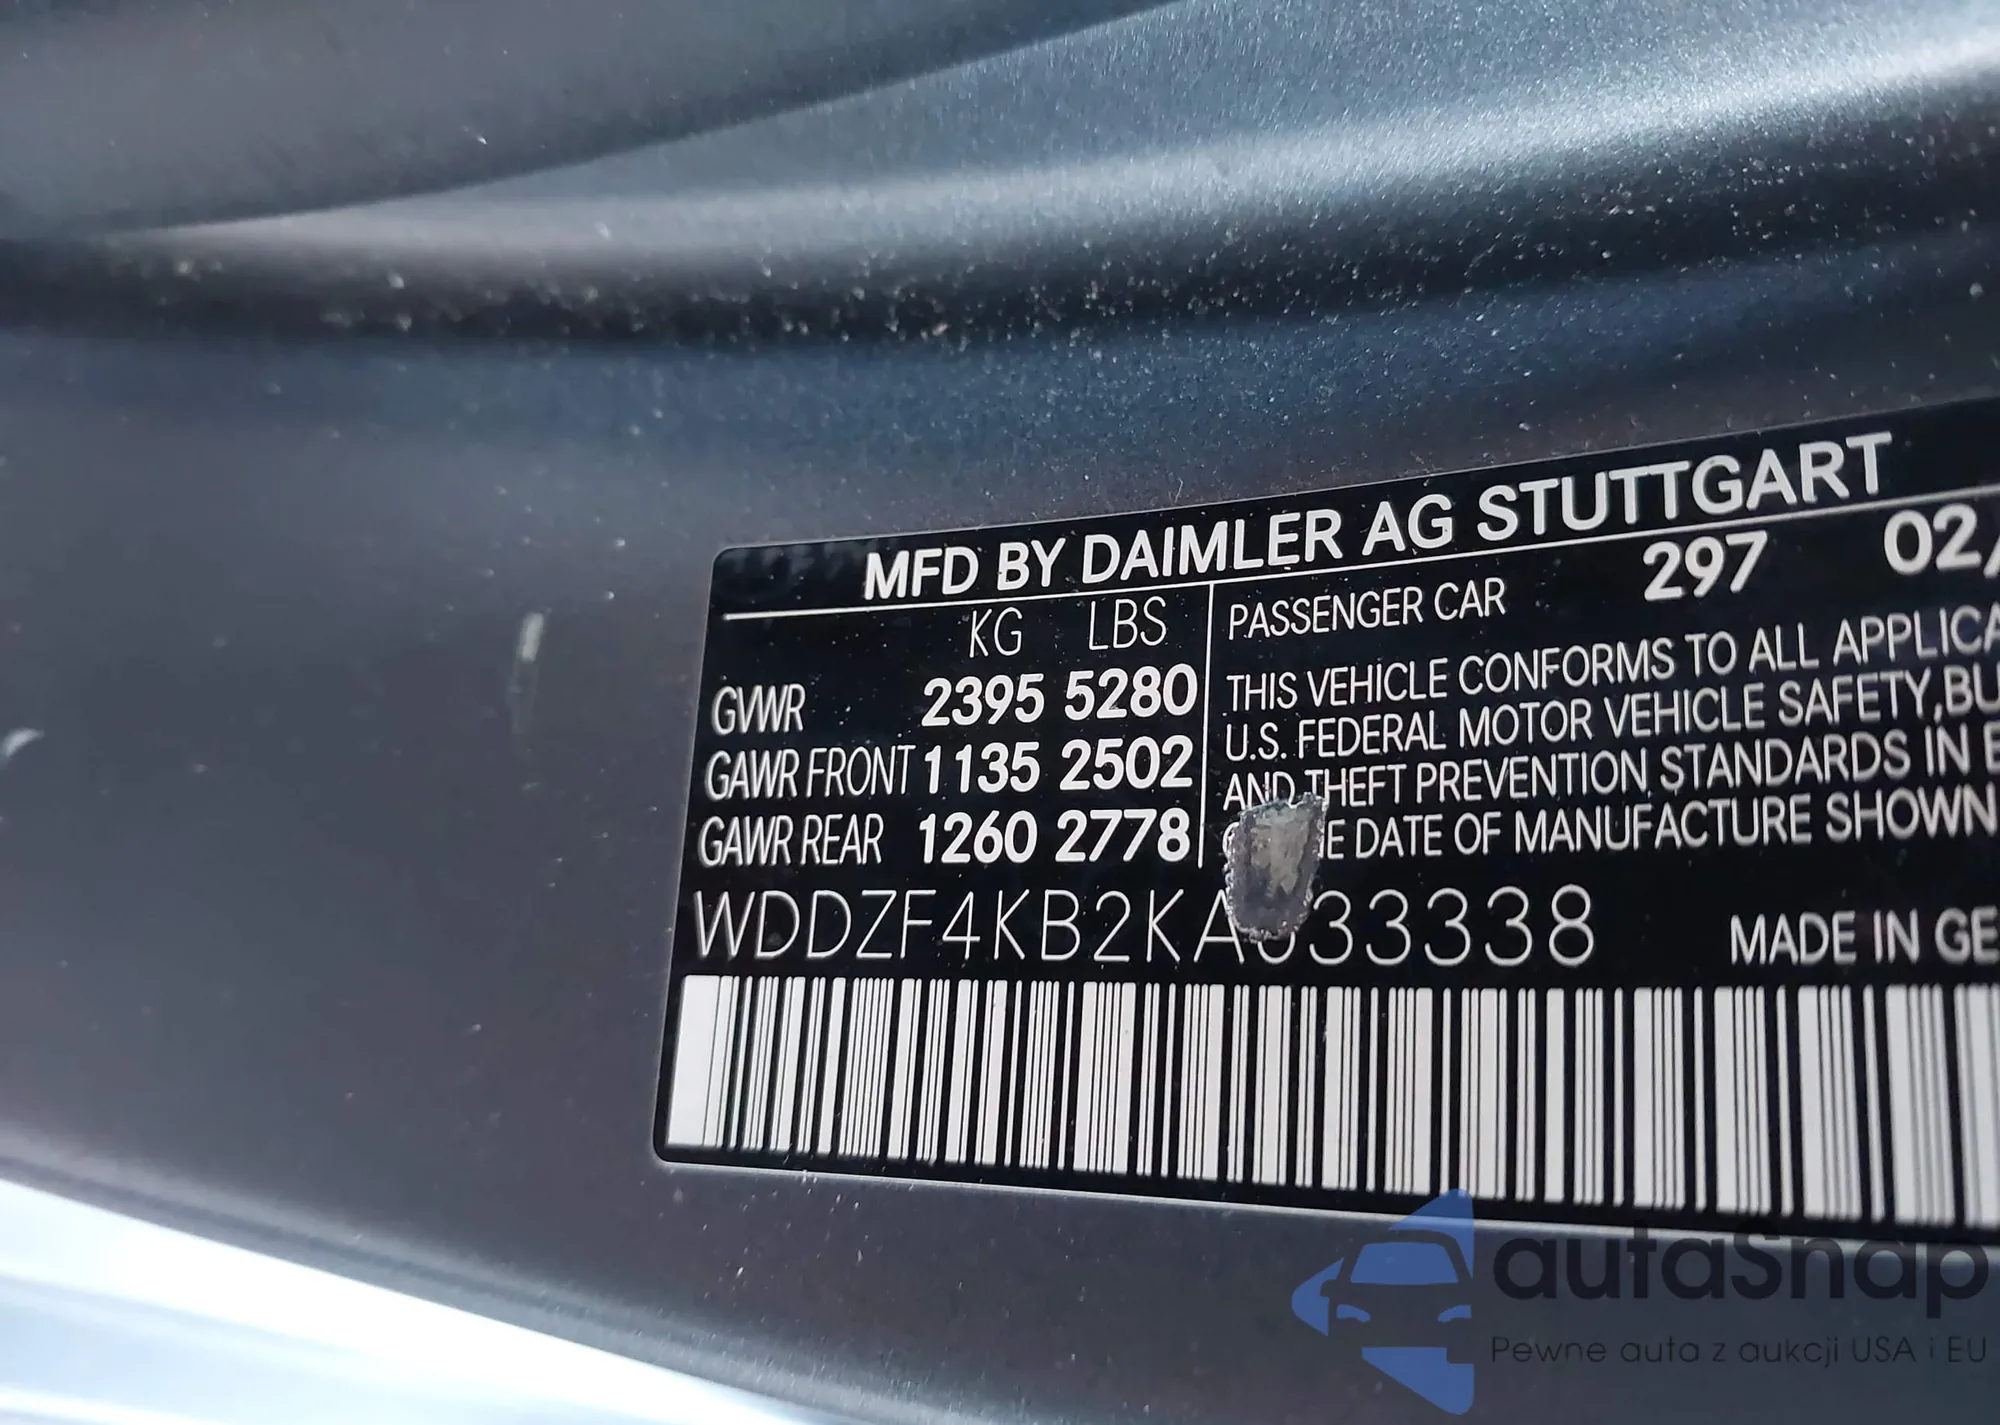 MFD BY DAIMLER AG STUTTGART
KG LBS
GVWR 2395 5280
GAWR FRONT 1135 2502
GAWR REAR 1260 2778
PASSENGER CAR 297 02/
THIS VEHICLE CONFORMS TO ALL APPLICA
U.S. FEDERAL MOTOR VEHICLE SAFETY,BU
AND THEFT PREVENTION STANDARDS IN E
DATE OF MANUFACTURE SHOWN
WDDZF4KB2KA 33338
MADE IN GE
autaSnap
Pewne auta z aukcji USA i EU